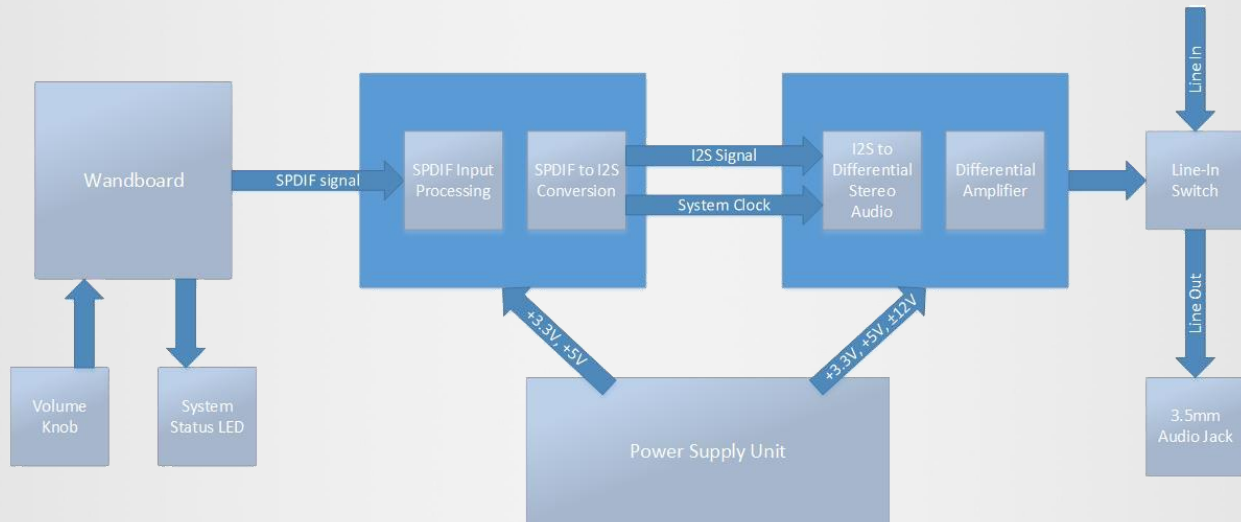 Line In
Wandboard
SPDIF signal
SPDIF Input
Processing
SPDIF to I2S
Conversion
I2S Signal
System Clock
I2S to
Differential
Stereo
Audio
Differential
Amplifier
Line-In
Switch
Line Out
+3.3V, +5V
+3.3V, +5V, ±12V
Volume
Knob
System
Status LED
Power Supply Unit
3.5mm
Audio Jack